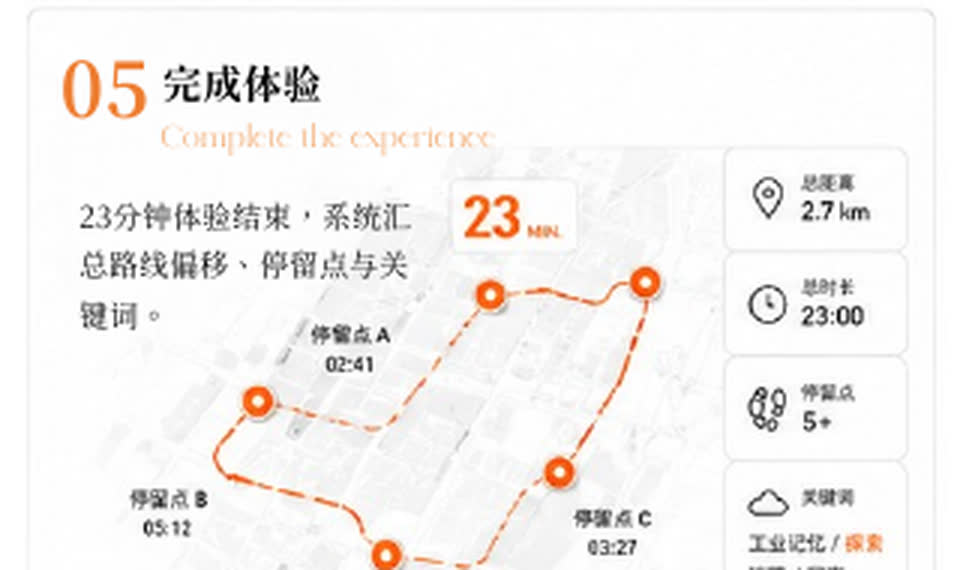 05 完成体验
Complete the experience
23分钟体验结束，系统汇
总路线偏移、停留点与关
键词。
23 MIN.
停留点 A
02:41
停留点 B
05:12
停留点 C
03:27
总距离
2.7 km
总时长
23:00
停留点
5+
关键词
工业记忆 / 探索